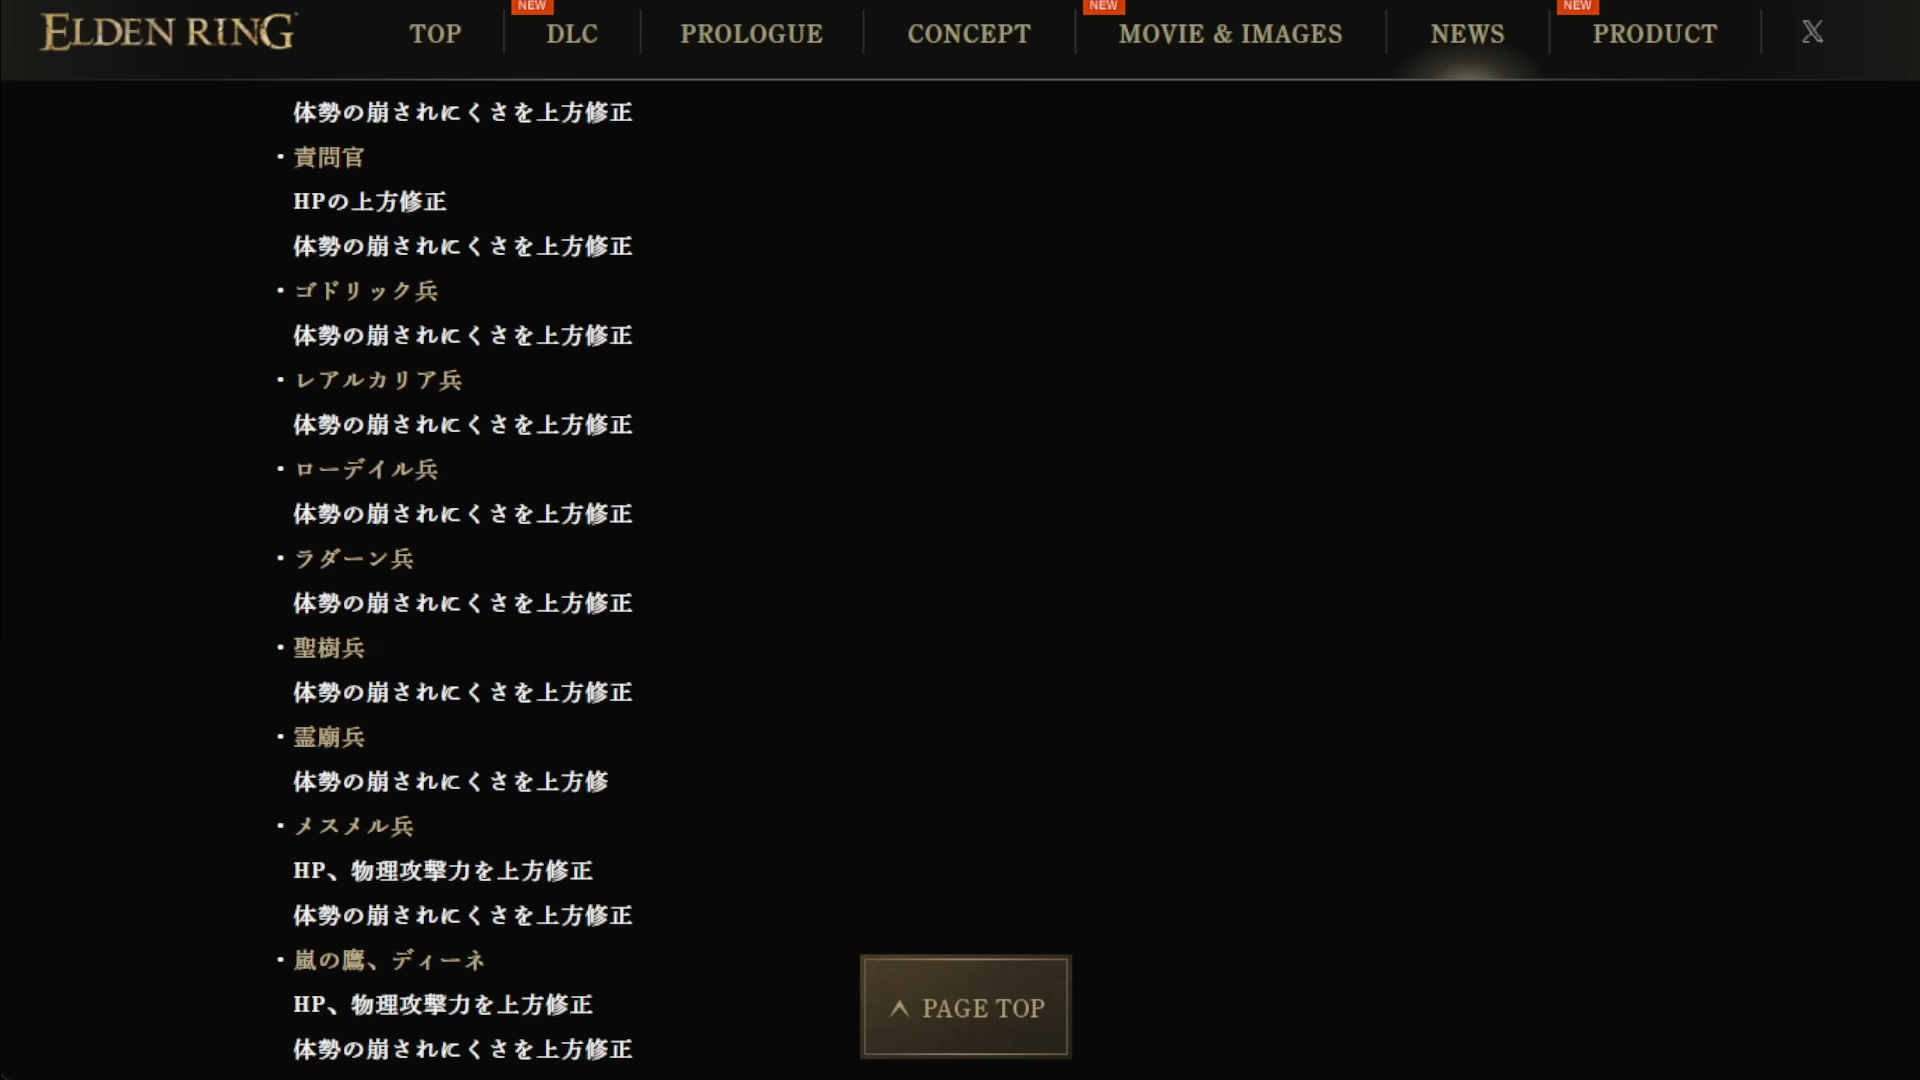 ELDEN RING
TOP
NEW
DLC
PROLOGUE
CONCEPT
NEW
MOVIE & IMAGES
NEWS
NEW
PRODUCT
X
体勢の崩されにくさを上方修正
・責問官
HPの上方修正
体勢の崩されにくさを上方修正
・ゴドリック兵
体勢の崩されにくさを上方修正
・レアルカリア兵
体勢の崩されにくさを上方修正
・ローデイル兵
体勢の崩されにくさを上方修正
・ラダーン兵
体勢の崩されにくさを上方修正
・聖樹兵
体勢の崩されにくさを上方修正
・霊廟兵
体勢の崩されにくさを上方修
・メスメル兵
HP、物理攻撃力を上方修正
体勢の崩されにくさを上方修正
・嵐の鷹、ディーネ
HP、物理攻撃力を上方修正
体勢の崩されにくさを上方修正
PAGE TOP